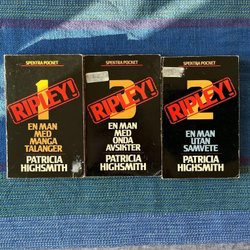 SPEKTRA POCKET
1
RIPLEY!
EN MAN
MED
MÅNGA
TALANGER
PATRICIA
HIGHSMITH
SPEKTRA POCKET
3
RIPLEY!
EN MAN
MED
ONDA
AVSIKTER
PATRICIA
HIGHSMITH
SPEKTRA POCKET
2
RIPLEY!
EN MAN
UTAN
SAMVETE
PATRICIA
HIGHSMITH